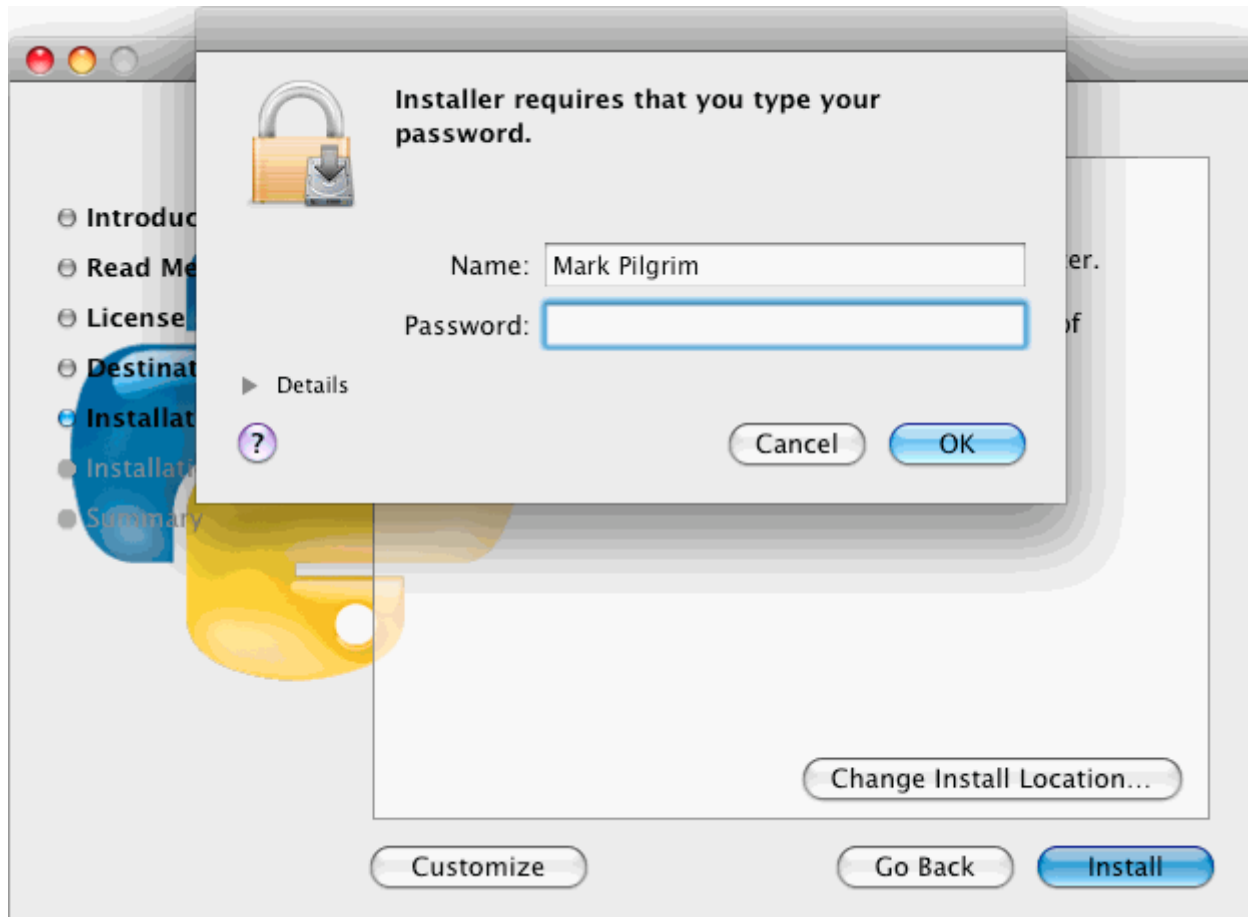 Installer requires that you type your
password.
Name: Mark Pilgrim
Password:
Details
?
Cancel OK
Introduc
Read Me
License
Destinat
Installat
Installati
Summary
er.
of
Change Install Location...
Customize Go Back Install